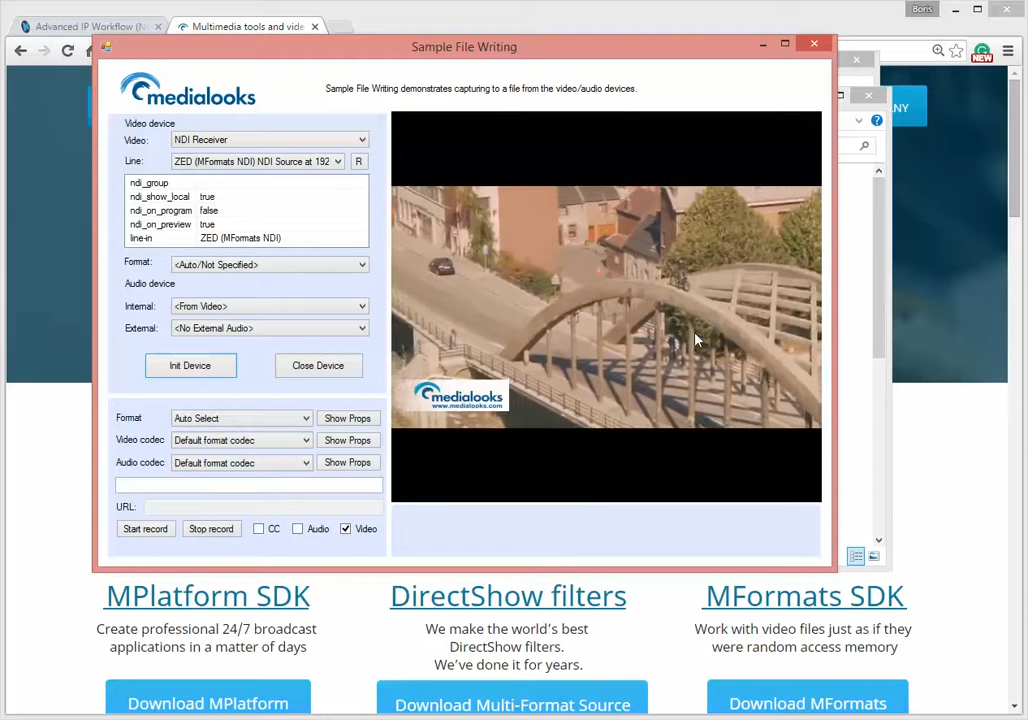 Boris
Advanced IP Workflow (N
Multimedia tools and vide
NEW
Sample File Writing
medialooks
Sample File Writing demonstrates capturing to a file from the video/audio devices.
ANY
Video device
Video:
NDI Receiver
Line:
ZED (MFormats NDI) NDI Source at 192
R
ndi_group
ndi_show_local true
ndi_on_program false
ndi_on_preview true
line-in ZED (MFormats NDI)
Format:
<Auto/Not Specified>
Audio device
Internal:
<From Video>
External:
<No External Audio>
Init Device
Close Device
medialooks
www.medialooks.com
Format
Auto Select
Show Props
Video codec
Default format codec
Show Props
Audio codec
Default format codec
Show Props
URL:
Start record
Stop record
CC
Audio
Video
MPlatform SDK
Create professional 24/7 broadcast
applications in a matter of days
Download MPlatform
DirectShow filters
We make the world's best
DirectShow filters.
We've done it for years.
Download Multi-Format Source
MFormats SDK
Work with video files just as if they
were random access memory
Download MFormats